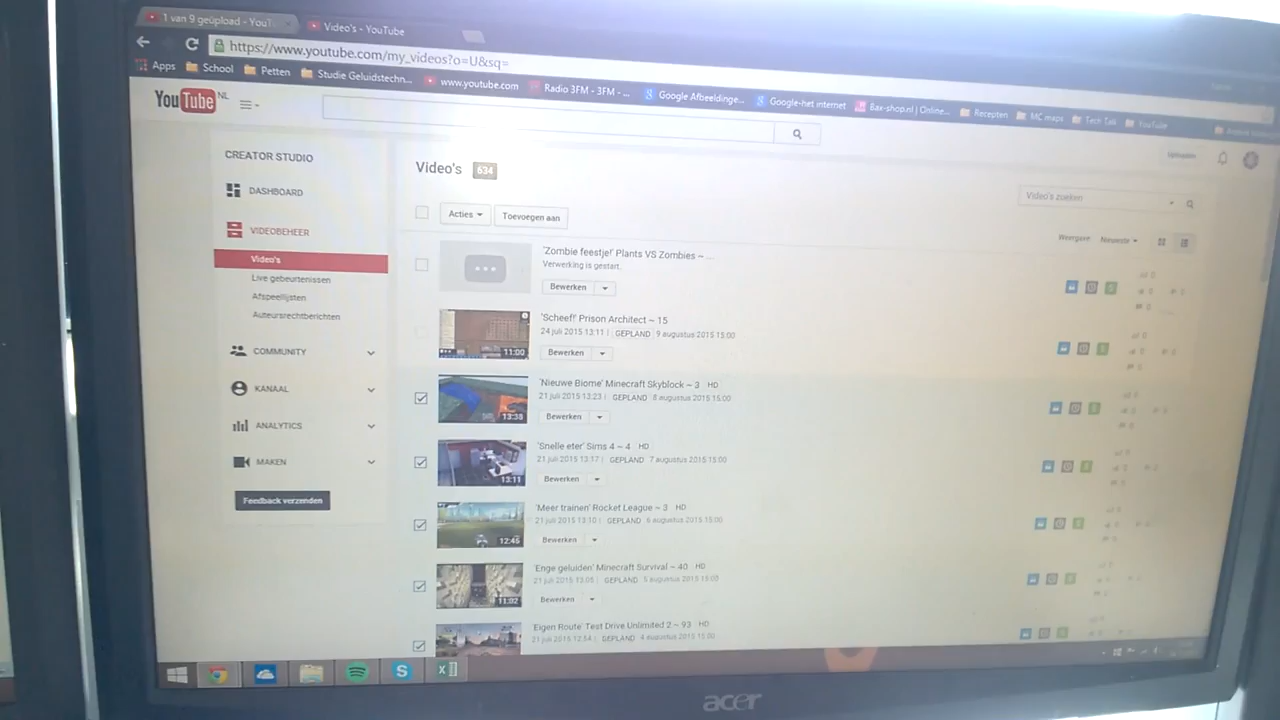 1 van 9 geüpload - YouT
Video's - YouTube
https://www.youtube.com/my_videos?o=U&sq=
Apps School Petten Studie Geluidstechn... www.youtube.com Radio 3FM - 3FM - ... Google Afbeeldinge... Google-het internet Bax-shop.nl | Online... Recepten MC maps Tech Talk YouTube
YouTube NL
Uploaden
CREATOR STUDIO
DASHBOARD
VIDEOBEHEER
Video's
Live gebeurtenissen
Afspeellijsten
Auteursrechtberichten
COMMUNITY
KANAAL
ANALYTICS
MAKEN
Feedback verzenden
Video's 634
Video's zoeken
Acties Toevoegen aan
Weergave Nieuwste
'Zombie feestje!' Plants VS Zombies ~ ...
Verwerking is gestart.
Bewerken
'Scheef!' Prison Architect ~ 15
24 juli 2015 13:11 | GEPLAND 9 augustus 2015 15:00
11:00
Bewerken
'Nieuwe Biome' Minecraft Skyblock ~ 3 HD
21 juli 2015 13:23 | GEPLAND 8 augustus 2015 15:00
13:38
Bewerken
'Snelle eter' Sims 4 ~ 4 HD
21 juli 2015 13:17 | GEPLAND 7 augustus 2015 15:00
13:11
Bewerken
'Meer trainen' Rocket League ~ 3 HD
21 juli 2015 13:10 | GEPLAND 6 augustus 2015 15:00
12:45
Bewerken
'Enge geluiden' Minecraft Survival ~ 40 HD
21 juli 2015 13:05 | GEPLAND 5 augustus 2015 15:00
11:02
Bewerken
'Eigen Route' Test Drive Unlimited 2 ~ 93 HD
21 juli 2015 12:54 | GEPLAND 4 augustus 2015 15:00
acer